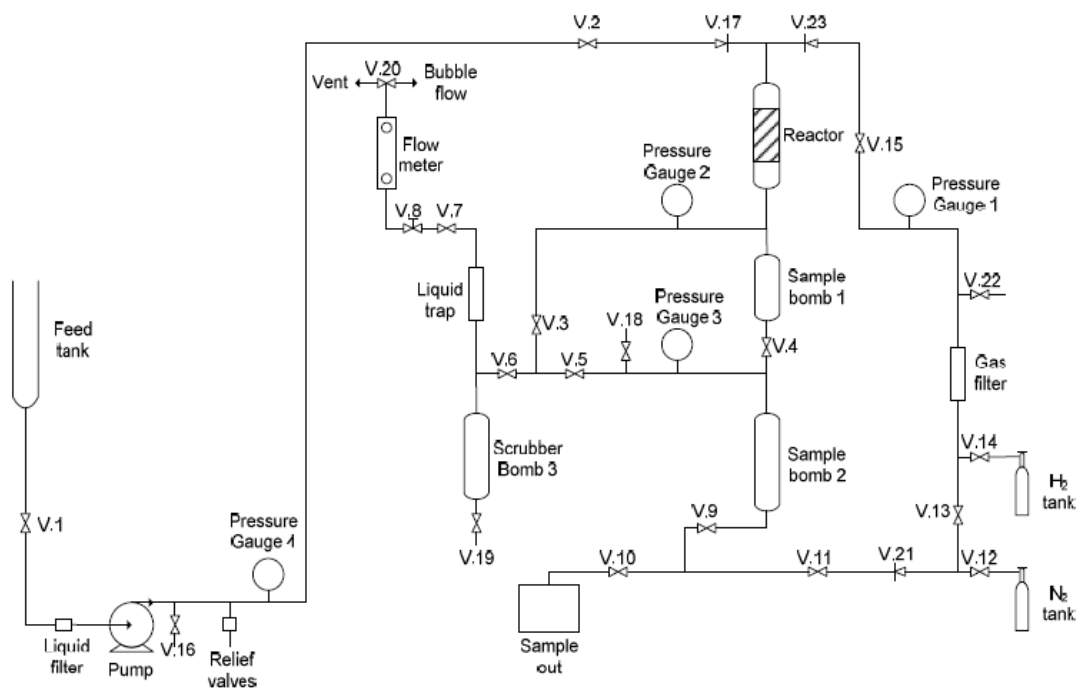 V.2
V.17
V.23
V.20
Vent
Bubble
flow
Flow
meter
Reactor
V.15
Pressure
Gauge 2
Pressure
Gauge 1
V.8
V.7
Liquid
trap
Sample
bomb 1
V.22
Pressure
Gauge 3
Feed
tank
V.3
V.18
V.4
V.6
V.5
Gas
filter
Scrubber
Bomb 3
Sample
bomb 2
V.14
H₂
tank
V.1
V.9
V.13
Pressure
Gauge 4
V.19
V.10
V.11
V.21
V.12
N₂
tank
Liquid
filter
Pump
V.16
Relief
valves
Sample
out